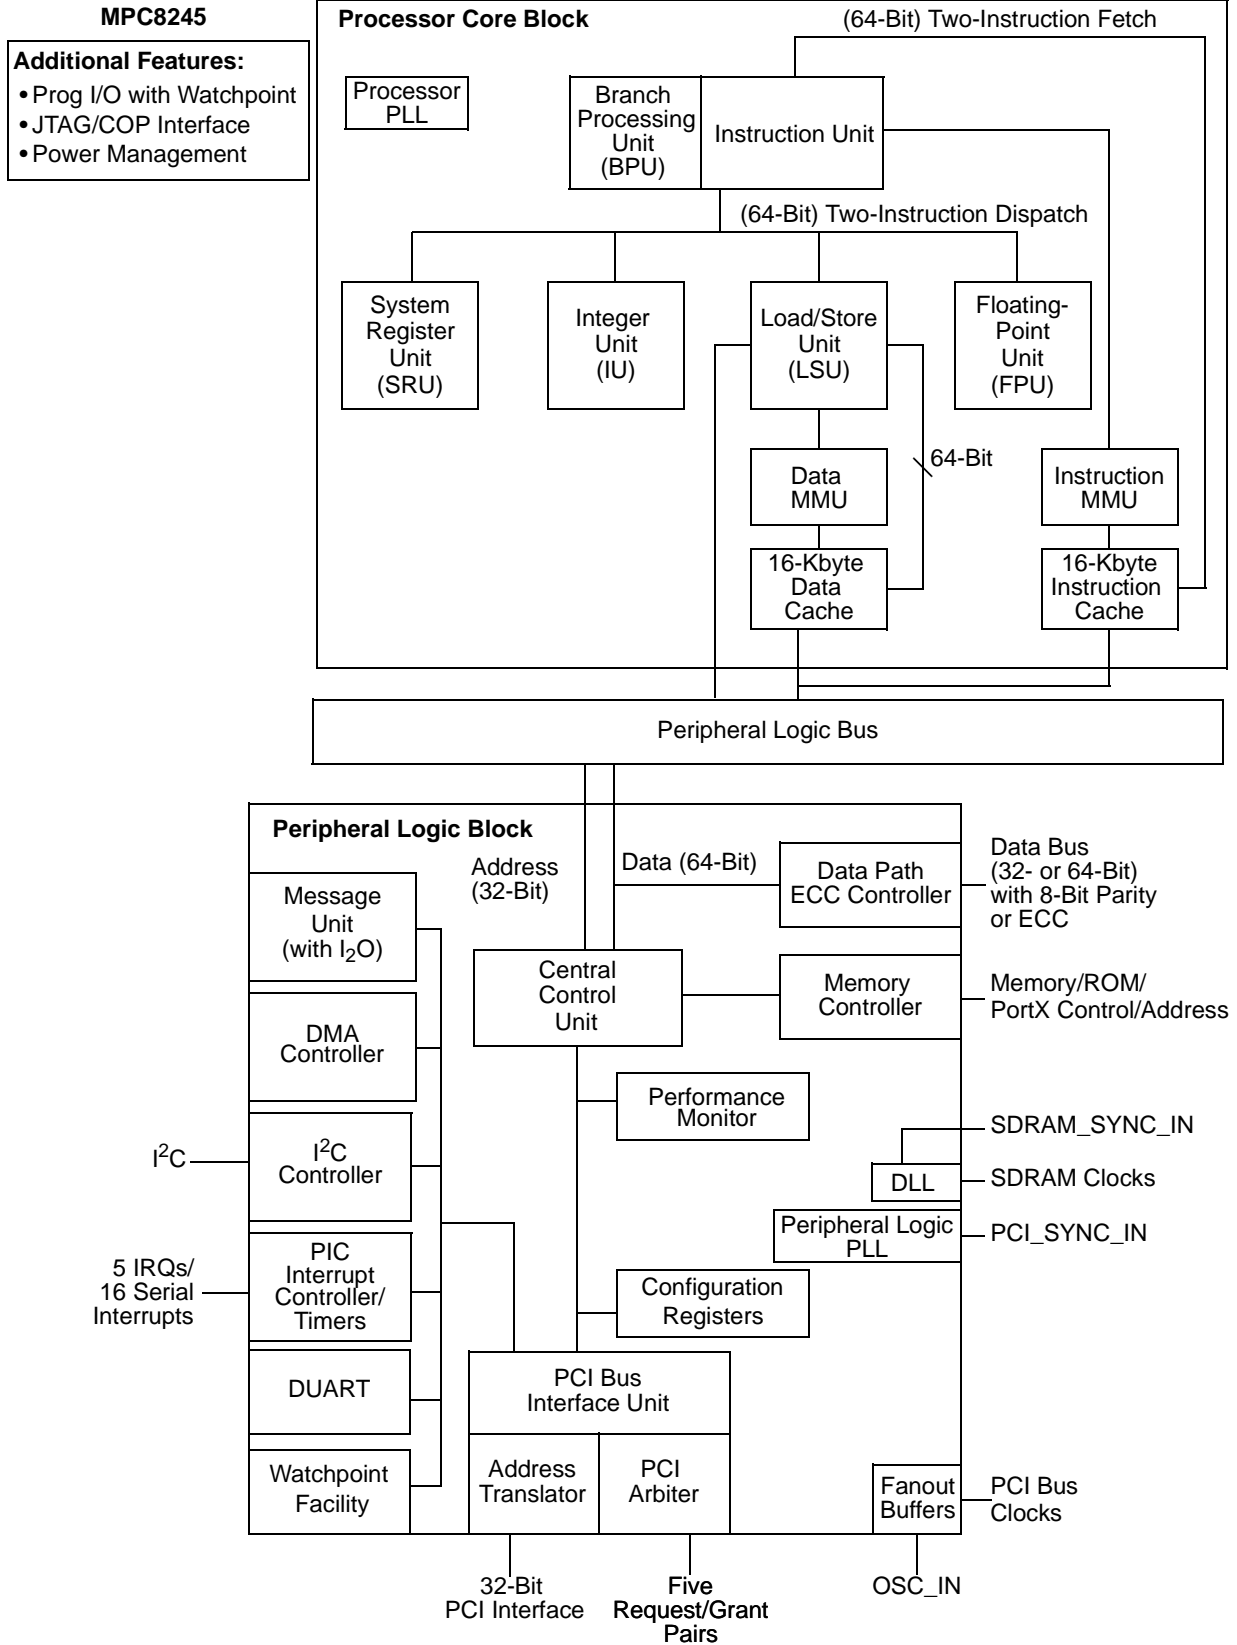 MPC8245
Additional Features:
• Prog I/O with Watchpoint
• JTAG/COP Interface
• Power Management
Processor Core Block
(64-Bit) Two-Instruction Fetch
Processor
PLL
Branch
Processing
Unit
(BPU)
Instruction Unit
(64-Bit) Two-Instruction Dispatch
System
Register
Unit
(SRU)
Integer
Unit
(IU)
Load/Store
Unit
(LSU)
Floating-
Point
Unit
(FPU)
64-Bit
Data
MMU
Instruction
MMU
16-Kbyte
Data
Cache
16-Kbyte
Instruction
Cache
Peripheral Logic Bus
Peripheral Logic Block
Address
(32-Bit)
Data (64-Bit)
Data Path
ECC Controller
Data Bus
(32- or 64-Bit)
with 8-Bit Parity
or ECC
Message
Unit
(with I₂O)
Central
Control
Unit
Memory
Controller
Memory/ROM/
PortX Control/Address
DMA
Controller
Performance
Monitor
SDRAM_SYNC_IN
I²C
I²C
Controller
DLL
SDRAM Clocks
Peripheral Logic
PLL
PCI_SYNC_IN
5 IRQs/
16 Serial
Interrupts
PIC
Interrupt
Controller/
Timers
Configuration
Registers
DUART
PCI Bus
Interface Unit
Watchpoint
Facility
Address
Translator
PCI
Arbiter
Fanout
Buffers
PCI Bus
Clocks
32-Bit
PCI Interface
Five
Request/Grant
Pairs
OSC_IN